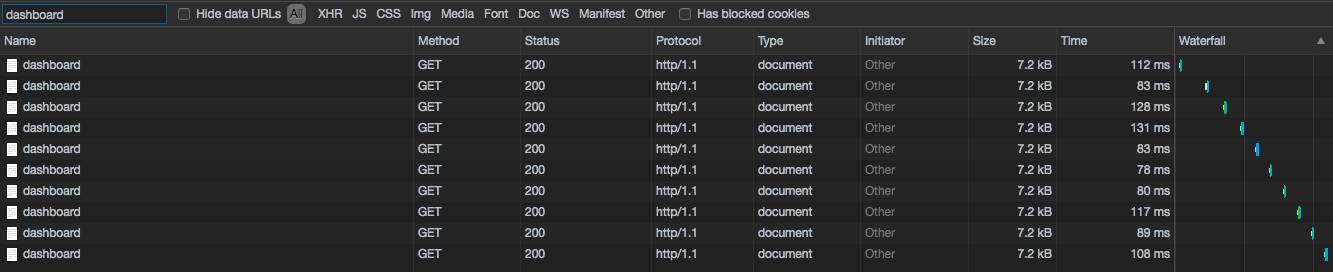 dashboard Hide data URLs All XHR JS CSS Img Media Font Doc WS Manifest Other Has blocked cookies
Name Method Status Protocol Type Initiator Size Time Waterfall
dashboard GET 200 http/1.1 document Other 7.2 kB 112 ms
dashboard GET 200 http/1.1 document Other 7.2 kB 83 ms
dashboard GET 200 http/1.1 document Other 7.2 kB 128 ms
dashboard GET 200 http/1.1 document Other 7.2 kB 131 ms
dashboard GET 200 http/1.1 document Other 7.2 kB 83 ms
dashboard GET 200 http/1.1 document Other 7.2 kB 78 ms
dashboard GET 200 http/1.1 document Other 7.2 kB 80 ms
dashboard GET 200 http/1.1 document Other 7.2 kB 117 ms
dashboard GET 200 http/1.1 document Other 7.2 kB 89 ms
dashboard GET 200 http/1.1 document Other 7.2 kB 108 ms